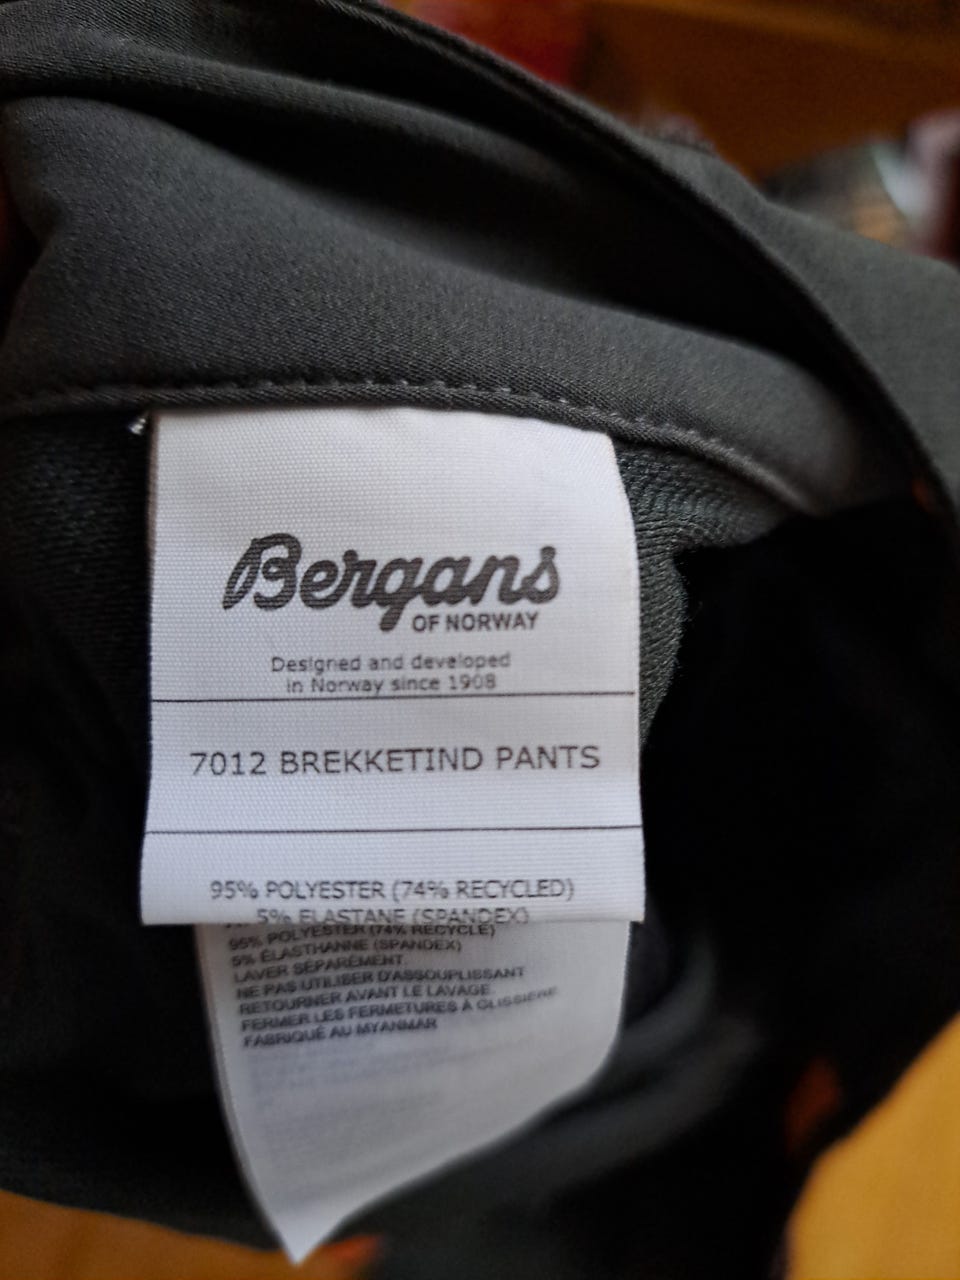 Bergans
OF NORWAY
Designed and developed
in Norway since 1908
7012 BREKKETIND PANTS
95% POLYESTER (74% RECYCLED)
5% ELASTANE (SPANDEX)
95% POLYESTER (74% RECYCLE)
5% ÉLASTHANNE (SPANDEX)
LAVER SÉPARÉMENT.
NE PAS UTILISER D'ASSOUPLISSANT
RETOURNER AVANT LE LAVAGE.
FERMER LES FERMETURES À GLISSIÈRE
FABRIQUÉ AU MYANMAR